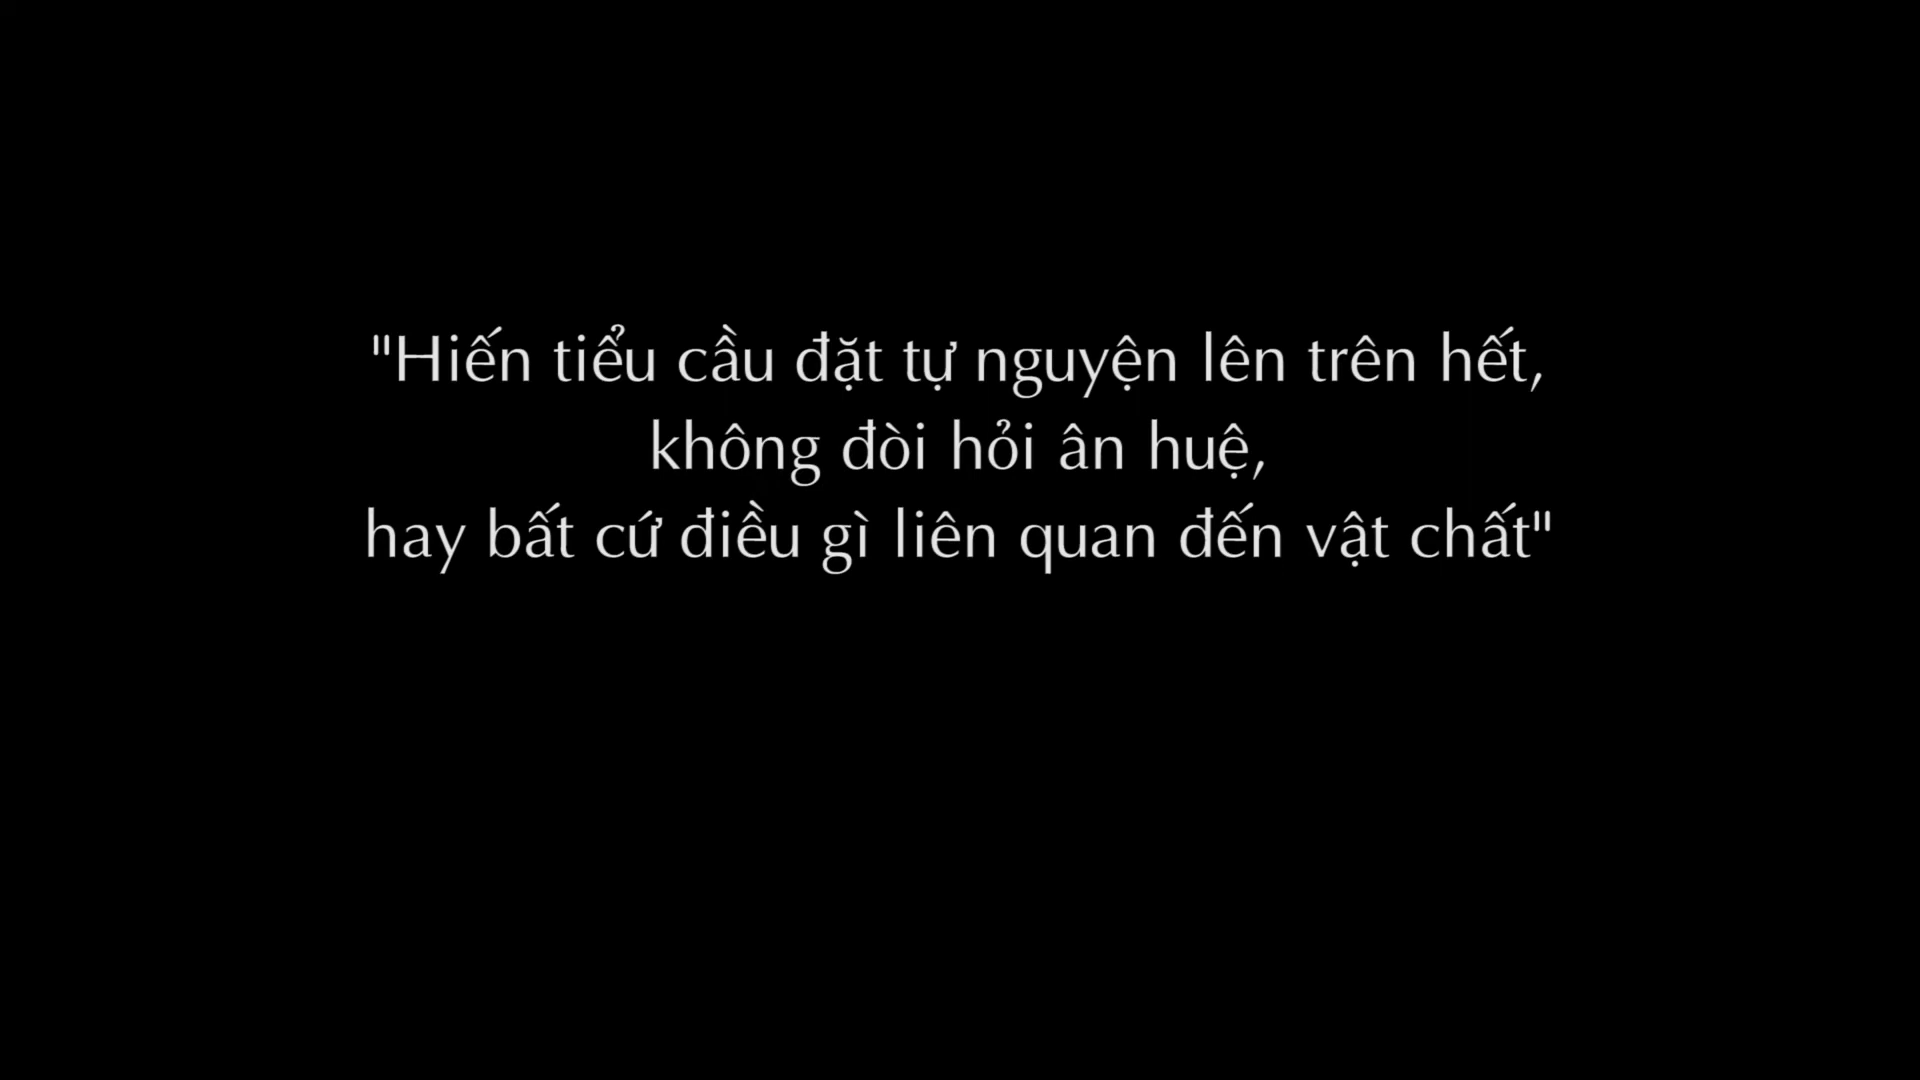 "Hiến tiểu cầu đặt tự nguyện lên trên hết,
không đòi hỏi ân huệ,
hay bất cứ điều gì liên quan đến vật chất"